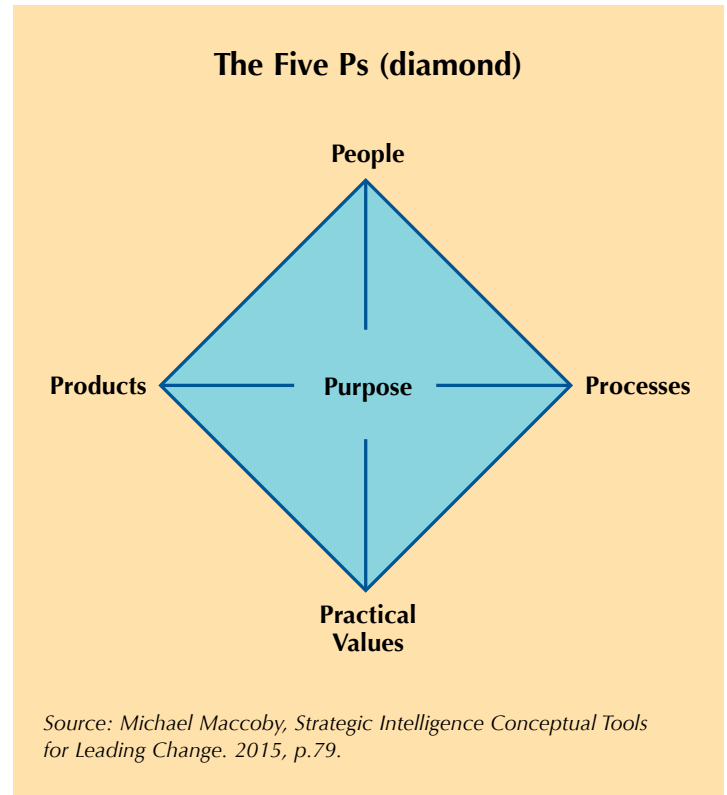 The Five Ps (diamond)
People
Products
Purpose
Processes
Practical
Values
Source: Michael Maccoby, Strategic Intelligence Conceptual Tools
for Leading Change. 2015, p.79.